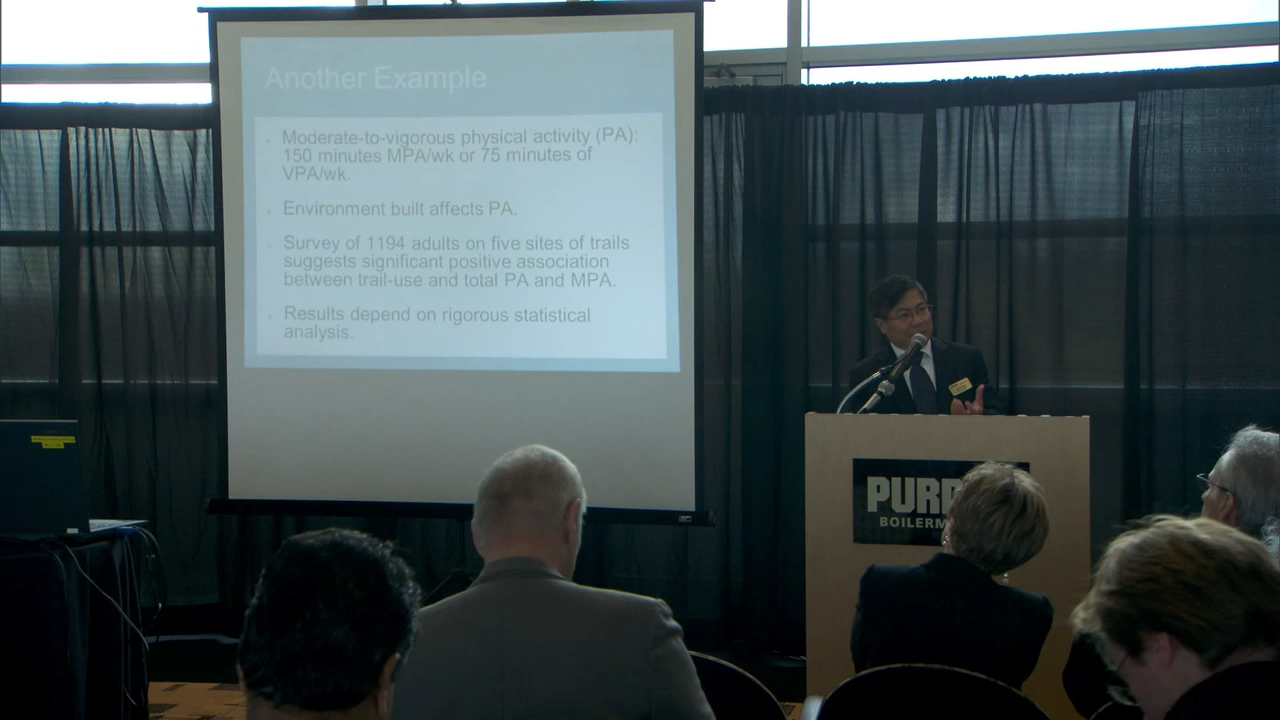 Another Example
Moderate-to-vigorous physical activity (PA):
150 minutes MPA/wk or 75 minutes of
VPA/wk.
Environment built affects PA.
Survey of 1194 adults on five sites of trails
suggests significant positive association
between trail-use and total PA and MPA.
Results depend on rigorous statistical
analysis.
PURD
BOILERM